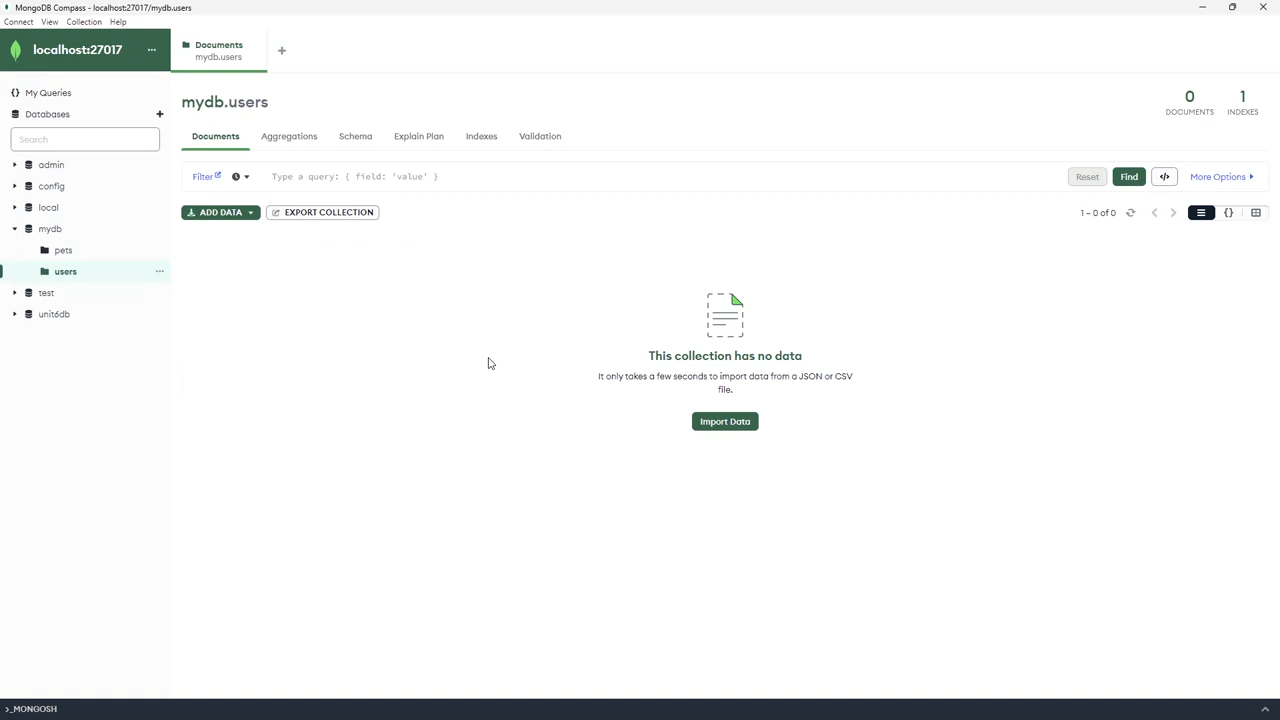 MongoDB Compass - localhost:27017/mydb.users
Connect View Collection Help
localhost:27017 ...
Documents
mydb.users
+
My Queries
Databases
+
Search
admin
config
local
mydb
pets
users ...
test
unit6db
mydb.users
0
DOCUMENTS
1
INDEXES
Documents Aggregations Schema Explain Plan Indexes Validation
Filter Type a query: { field: 'value' } Reset Find </> More Options
ADD DATA EXPORT COLLECTION 1 – 0 of 0 {}
This collection has no data
It only takes a few seconds to import data from a JSON or CSV
file.
Import Data
>_MONGOSH